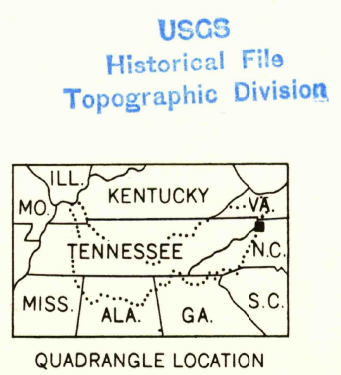 USGS
Historical File
Topographic Division
ILL.
MO.
KENTUCKY
VA.
TENNESSEE
N.C.
MISS.
ALA.
GA.
S.C.
QUADRANGLE LOCATION